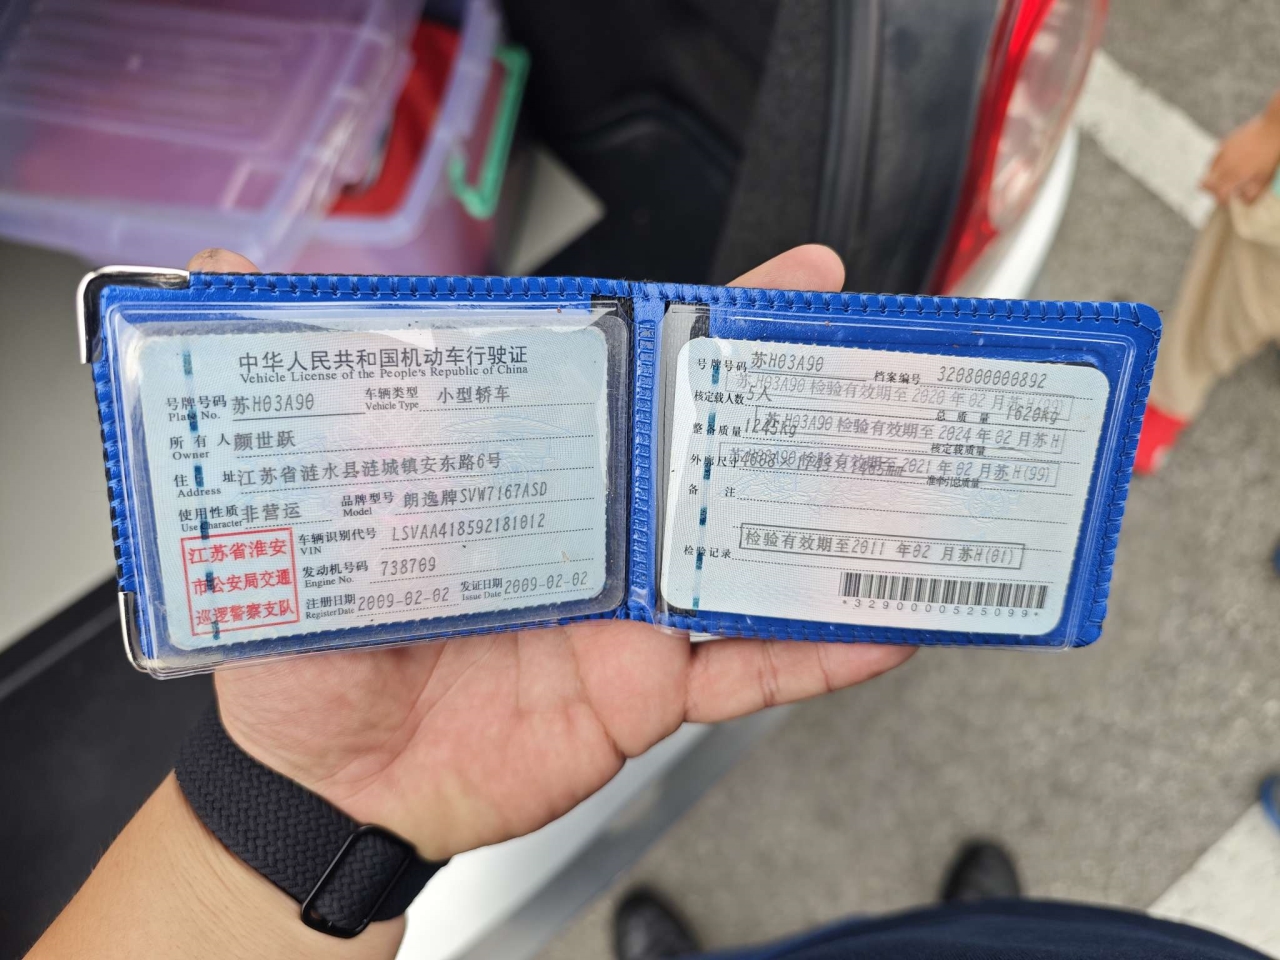 中华人民共和国机动车行驶证
Vehicle License of the People's Republic of China
号牌号码 苏H03A90 车辆类型 小型轿车
Plate No. Vehicle Type
所有人 颜世跃
Owner
住址 江苏省涟水县涟城镇安东路6号
Address
使用性质 非营运 品牌型号 朗逸牌SVW7167ASD
Use Character Model
江苏省淮安
市公安局交通
巡逻警察支队
车辆识别代号 LSVAA418592181012
VIN
发动机号码 738709
Engine No.
注册日期 2009-02-02 发证日期 2009-02-02
Register Date Issue Date
号牌号码 苏H03A90 档案编号 320800000892
苏H03A90 检验有效期至2020年02月苏H(99)
核定载人数 5人 总质量 1620kg
苏H03A90 检验有效期至2024年02月苏H
整备质量 1245kg 核定载质量
检验有效期至2021年02月苏H(99)
外廓尺寸 准牵引总质量
备注
检验记录 检验有效期至2011年02月苏H(01)
*3290000525099*